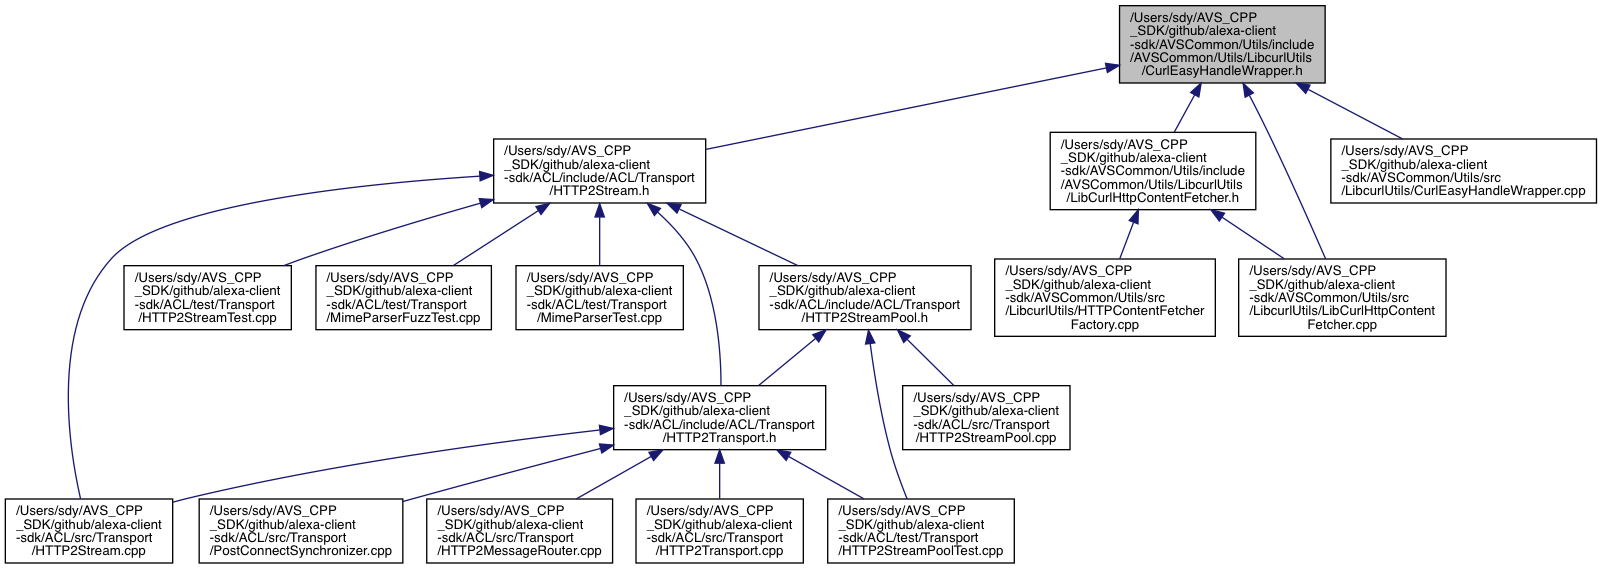 /Users/sdy/AVS_CPP
_SDK/github/alexa-client
-sdk/AVSCommon/Utils/include
/AVSCommon/Utils/LibcurlUtils
/CurlEasyHandleWrapper.h
/Users/sdy/AVS_CPP
_SDK/github/alexa-client
-sdk/ACL/include/ACL/Transport
/HTTP2Stream.h
/Users/sdy/AVS_CPP
_SDK/github/alexa-client
-sdk/AVSCommon/Utils/include
/AVSCommon/Utils/LibcurlUtils
/LibCurlHttpContentFetcher.h
/Users/sdy/AVS_CPP
_SDK/github/alexa-client
-sdk/AVSCommon/Utils/src
/LibcurlUtils/CurlEasyHandleWrapper.cpp
/Users/sdy/AVS_CPP
_SDK/github/alexa-client
-sdk/ACL/test/Transport
/HTTP2StreamTest.cpp
/Users/sdy/AVS_CPP
_SDK/github/alexa-client
-sdk/ACL/test/Transport
/MimeParserFuzzTest.cpp
/Users/sdy/AVS_CPP
_SDK/github/alexa-client
-sdk/ACL/test/Transport
/MimeParserTest.cpp
/Users/sdy/AVS_CPP
_SDK/github/alexa-client
-sdk/ACL/include/ACL/Transport
/HTTP2StreamPool.h
/Users/sdy/AVS_CPP
_SDK/github/alexa-client
-sdk/AVSCommon/Utils/src
/LibcurlUtils/HTTPContentFetcher
Factory.cpp
/Users/sdy/AVS_CPP
_SDK/github/alexa-client
-sdk/AVSCommon/Utils/src
/LibcurlUtils/LibCurlHttpContent
Fetcher.cpp
/Users/sdy/AVS_CPP
_SDK/github/alexa-client
-sdk/ACL/include/ACL/Transport
/HTTP2Transport.h
/Users/sdy/AVS_CPP
_SDK/github/alexa-client
-sdk/ACL/src/Transport
/HTTP2StreamPool.cpp
/Users/sdy/AVS_CPP
_SDK/github/alexa-client
-sdk/ACL/src/Transport
/HTTP2Stream.cpp
/Users/sdy/AVS_CPP
_SDK/github/alexa-client
-sdk/ACL/src/Transport
/PostConnectSynchronizer.cpp
/Users/sdy/AVS_CPP
_SDK/github/alexa-client
-sdk/ACL/src/Transport
/HTTP2MessageRouter.cpp
/Users/sdy/AVS_CPP
_SDK/github/alexa-client
-sdk/ACL/src/Transport
/HTTP2Transport.cpp
/Users/sdy/AVS_CPP
_SDK/github/alexa-client
-sdk/ACL/test/Transport
/HTTP2StreamPoolTest.cpp